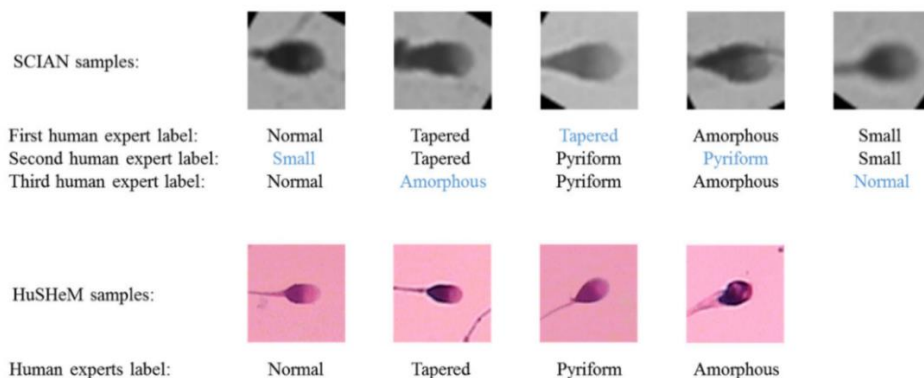 SCIAN samples:
First human expert label: Normal Tapered Tapered Amorphous Small
Second human expert label: Small Tapered Pyriform Pyriform Small
Third human expert label: Normal Amorphous Pyriform Amorphous Normal
HuSHeM samples:
Human experts label: Normal Tapered Pyriform Amorphous